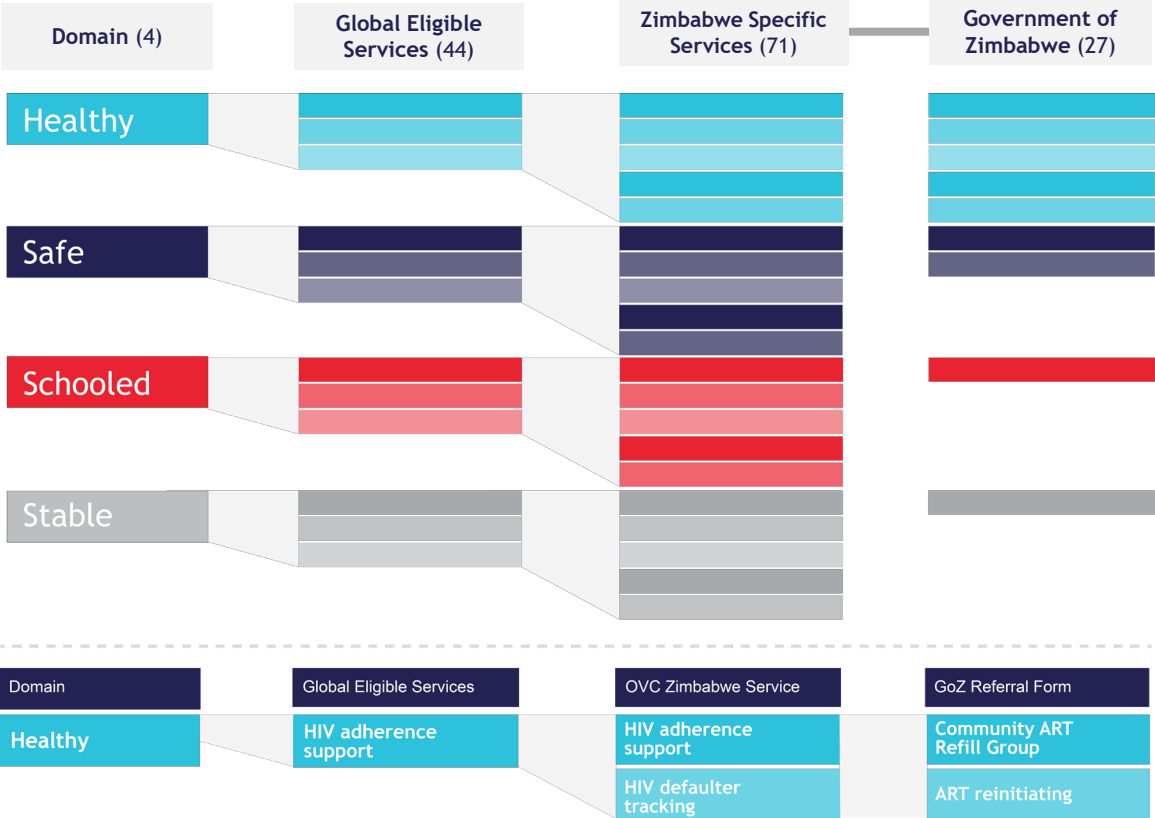 Domain (4)
Global Eligible
Services (44)
Zimbabwe Specific
Services (71)
Government of
Zimbabwe (27)
Healthy
Safe
Schooled
Stable
Domain
Global Eligible Services
OVC Zimbabwe Service
GoZ Referral Form
Healthy
HIV adherence
support
HIV adherence
support
Community ART
Refill Group
HIV defaulter
tracking
ART reinitiating